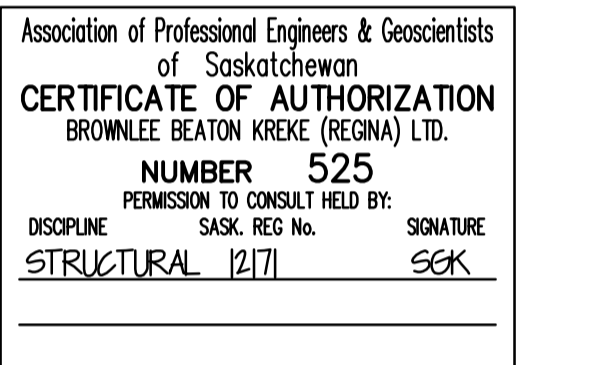 Association of Professional Engineers & Geoscientists
of Saskatchewan
CERTIFICATE OF AUTHORIZATION
BROWNLEE BEATON KREKE (REGINA) LTD.
NUMBER 525
PERMISSION TO CONSULT HELD BY:
DISCIPLINE SASK. REG No. SIGNATURE
STRUCTURAL 12171 SGK